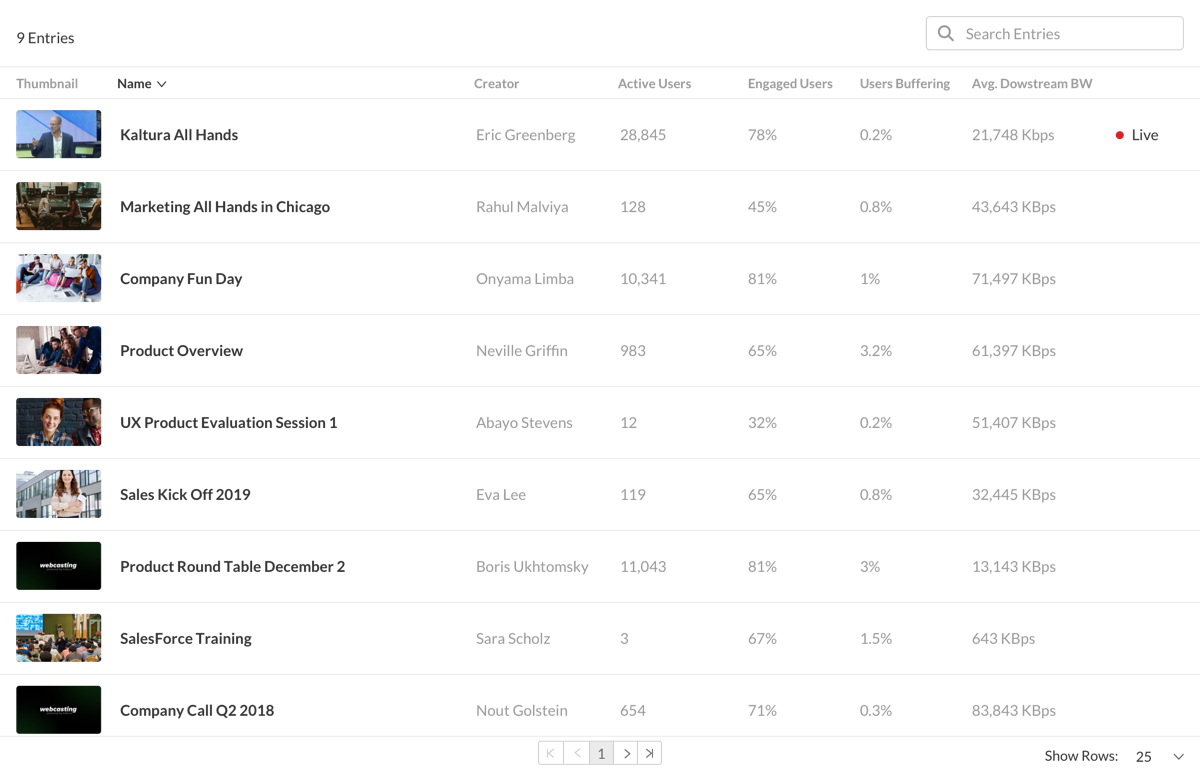 9 Entries
Search Entries
Thumbnail Name Creator Active Users Engaged Users Users Buffering Avg. Dowstream BW
Kaltura All Hands Eric Greenberg 28,845 78% 0.2% 21,748 Kbps Live
Marketing All Hands in Chicago Rahul Malviya 128 45% 0.8% 43,643 KBps
Company Fun Day Onyama Limba 10,341 81% 1% 71,497 KBps
Product Overview Neville Griffin 983 65% 3.2% 61,397 KBps
UX Product Evaluation Session 1 Abayo Stevens 12 32% 0.2% 51,407 KBps
Sales Kick Off 2019 Eva Lee 119 65% 0.8% 32,445 KBps
webcasting
Product Round Table December 2 Boris Ukhtomsky 11,043 81% 3% 13,143 KBps
SalesForce Training Sara Scholz 3 67% 1.5% 643 KBps
webcasting
Company Call Q2 2018 Nout Golstein 654 71% 0.3% 83,843 KBps
1
Show Rows: 25